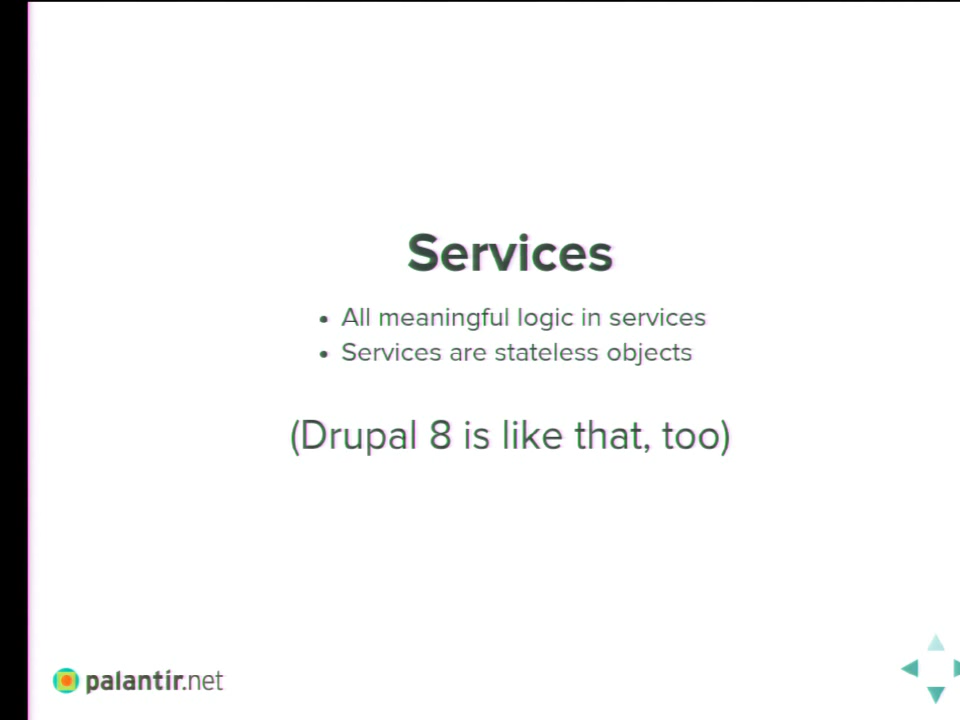 Services
• All meaningful logic in services
• Services are stateless objects
(Drupal 8 is like that, too)
palantir.net